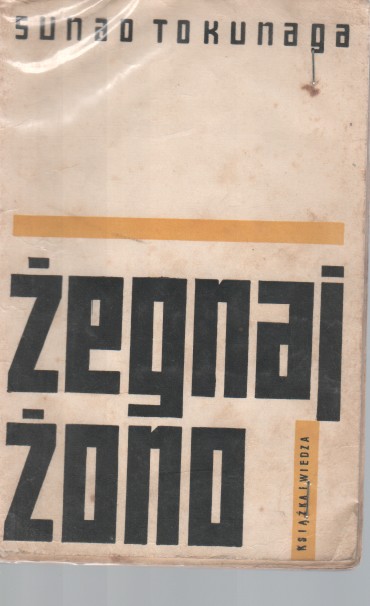 SUNAO TOKUNAGA
żegnaj
żono
KSIĄŻKA I WIEDZA